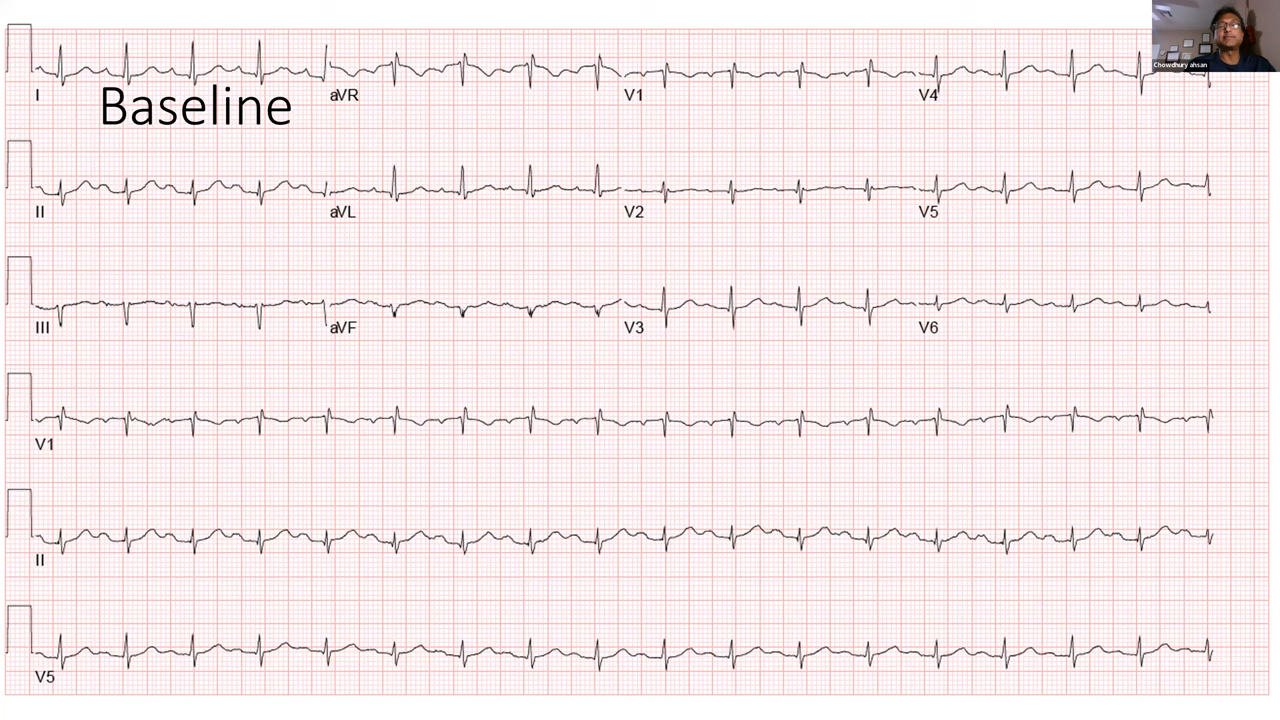 Chowdhury ahsan
I
aVR
V1
V4
Baseline
II
aVL
V2
V5
III
aVF
V3
V6
V1
II
V5